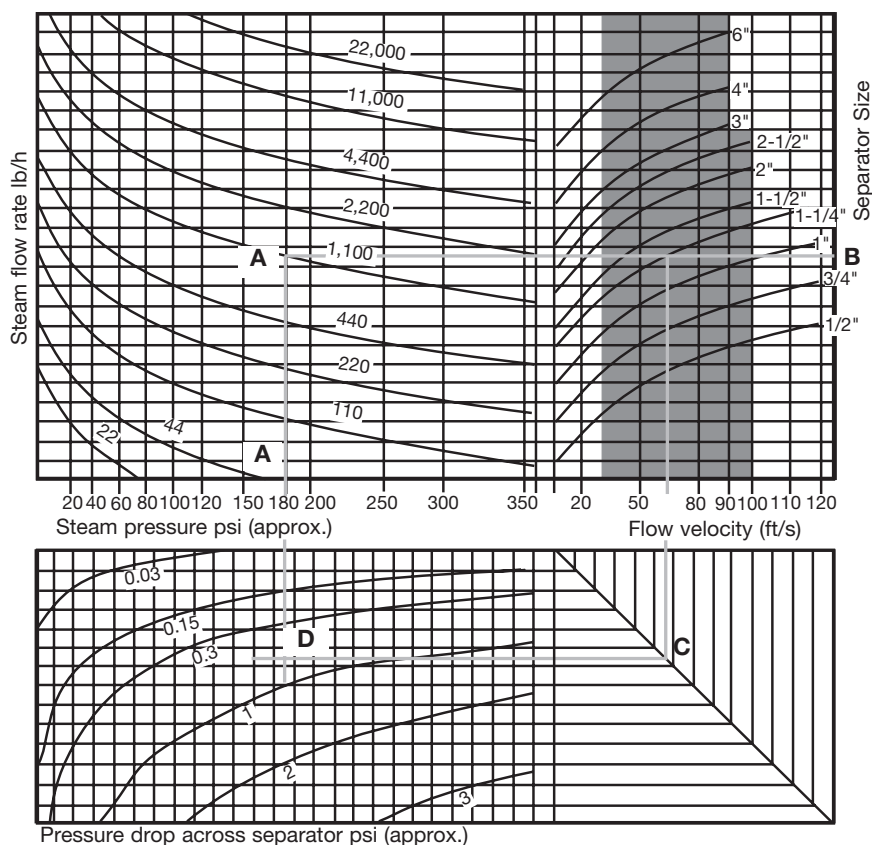 Steam flow rate lb/h
22,000
11,000
4,400
2,200
1,100
440
220
110
44
22
A
A
B
6"
4"
3"
2-1/2"
2"
1-1/2"
1-1/4"
1"
3/4"
1/2"
Separator Size
20 40 60 80 100 120 150 180 200 250 300 350
20 50 80 90 100 110 120
Steam pressure psi (approx.)
Flow velocity (ft/s)
0.03
0.15
0.3
D
C
1
2
3
Pressure drop across separator psi (approx.)